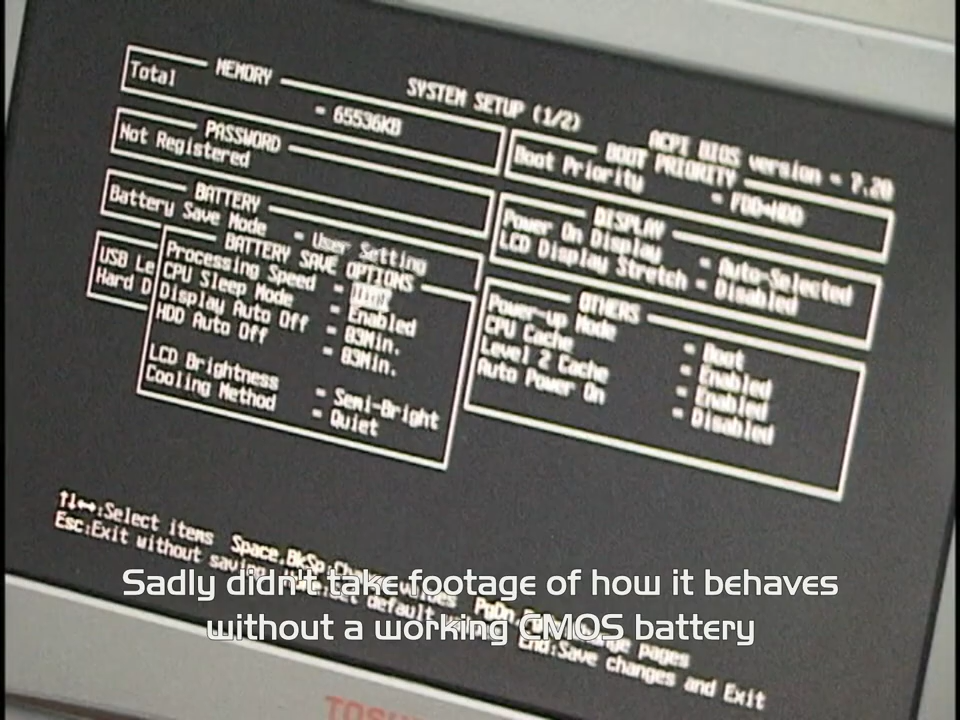 SYSTEM SETUP (1/2)
ACPI BIOS version = 7.20
MEMORY
Total = 65536KB
PASSWORD
Not Registered
BATTERY
Battery Save Mode = User Setting
BATTERY SAVE OPTIONS
Processing Speed =
CPU Sleep Mode = Enabled
Display Auto Off = 03Min.
HDD Auto Off = 03Min.
LCD Brightness = Semi-Bright
Cooling Method = Quiet
USB Le
Hard D
BOOT PRIORITY
Boot Priority = FDD→HDD
DISPLAY
Power On Display = Auto-Selected
LCD Display Stretch = Disabled
OTHERS
Power-up Mode = Boot
CPU Cache = Enabled
Level 2 Cache = Enabled
Auto Power On = Disabled
↑↓←→:Select items Space,BkSp: values PgDn, pages
Esc:Exit without default End:Save changes and Exit
Sadly didn't take footage of how it behaves
without a working CMOS battery